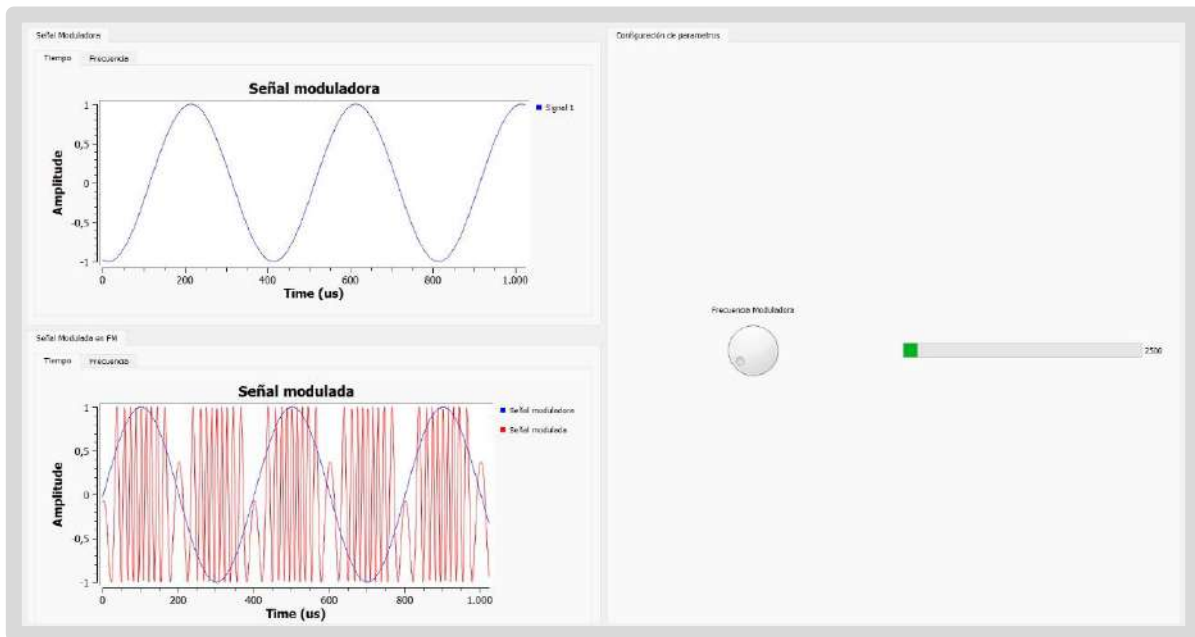 Señal Moduladora
Tiempo Frecuencia
Señal moduladora
Amplitude
1
0,5
0
-0,5
-1
0 200 400 600 800 1.000
Time (us)
Signal 1
Señal Modulada en FM
Tiempo Frecuencia
Señal modulada
Amplitude
1
0,5
0
-0,5
-1
0 200 400 600 800 1.000
Time (us)
Señal moduladora
Señal modulada
Configuración de parametros
Frecuencia Moduladora
2500